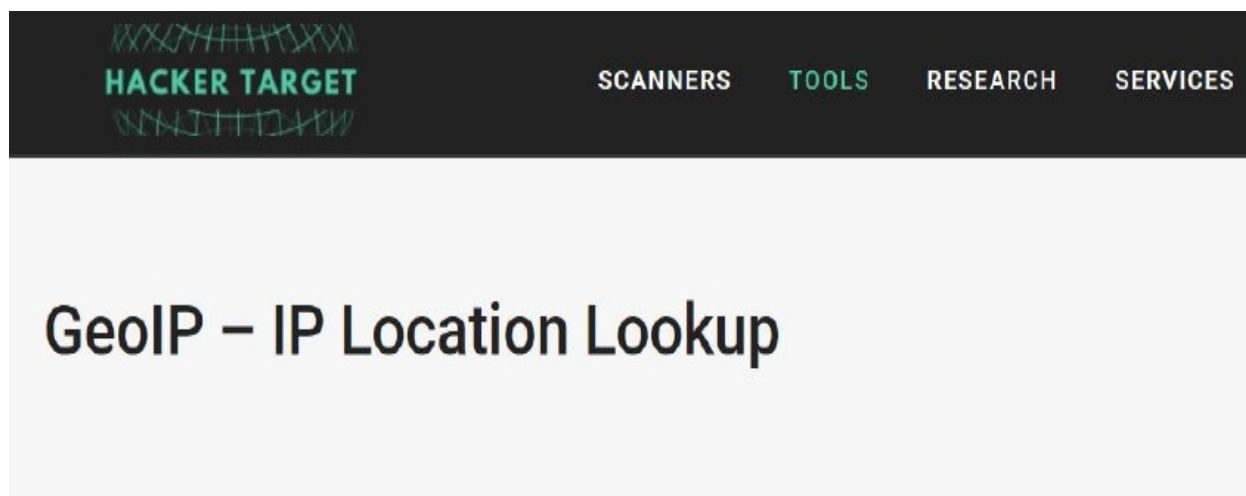 HACKER TARGET
SCANNERS TOOLS RESEARCH SERVICES
GeoIP – IP Location Lookup